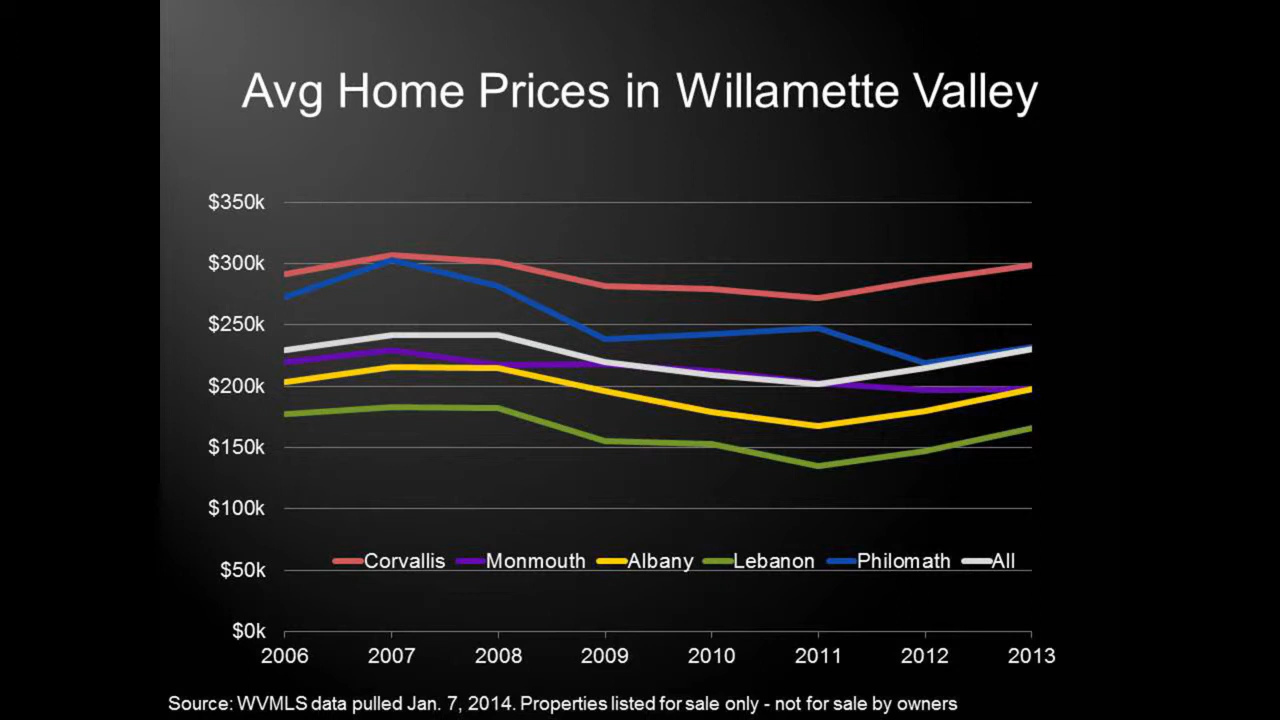 Avg Home Prices in Willamette Valley
$350k
$300k
$250k
$200k
$150k
$100k
Corvallis Monmouth Albany Lebanon Philomath All
$50k
$0k
2006 2007 2008 2009 2010 2011 2012 2013
Source: WVMLS data pulled Jan. 7, 2014. Properties listed for sale only - not for sale by owners